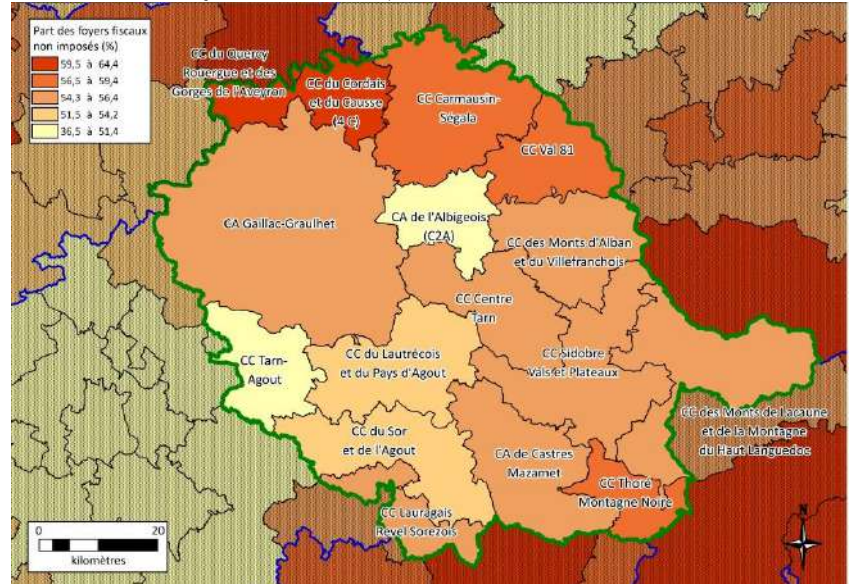 Part des foyers fiscaux
non imposés (%)
59,5 à 64,4
56,5 à 59,4
54,3 à 56,4
51,5 à 54,2
36,5 à 51,4
CC du Quercy
Rouergue et des
Gorges de l'Aveyron
CC du Cordais
et du Causse
(4 C)
CC Carmausin-
Ségala
CC Val 81
CA Gaillac-Graulhet
CA de l'Albigeois
(C2A)
CC des Monts d'Alban
et du Villefranchois
CC Centre
Tarn
CC Tarn-
Agout
CC du Lautrécois
et du Pays d'Agout
CC Sidobre
Vals et Plateaux
CC des Monts de Lacaune
et de la Montagne
du Haut Languedoc
CC du Sor
et de l'Agout
CA de Castres
Mazamet
CC Thoré
Montagne Noire
CC Lauragais
Revel Sorezois
0 20
kilomètres
N